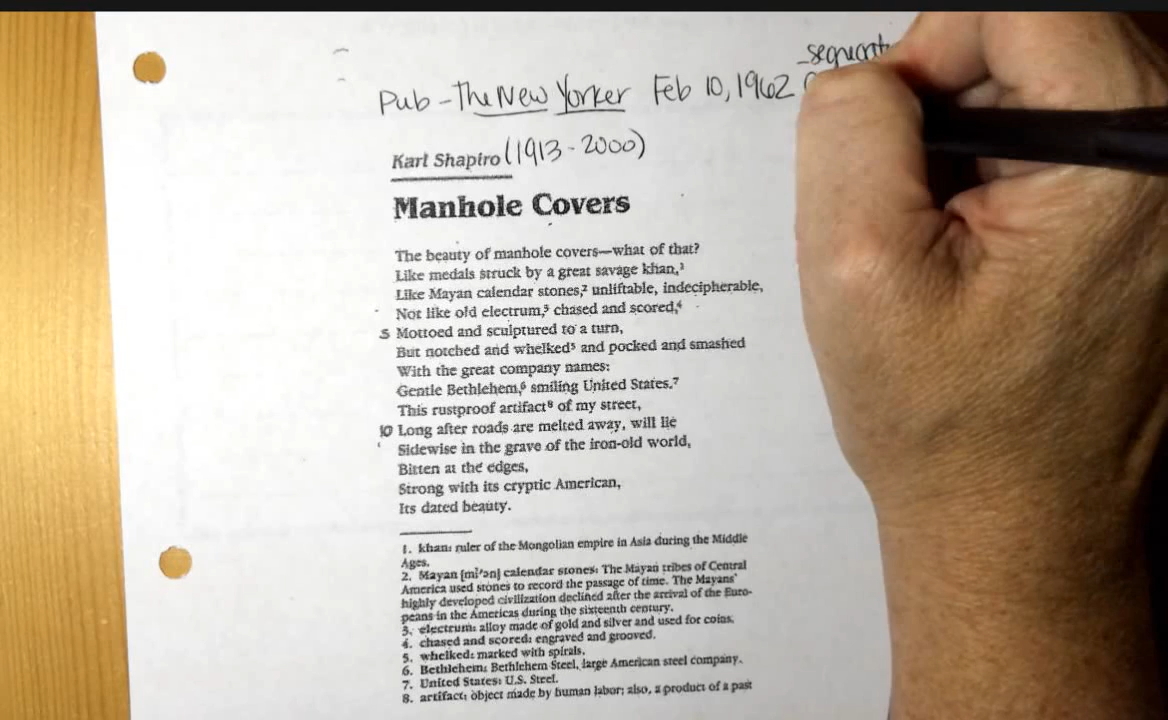 sequent
Pub - The New Yorker Feb 10, 1962
Karl Shapiro (1913 - 2000)
Manhole Covers
The beauty of manhole covers—what of that?
Like medals struck by a great savage khan,¹
Like Mayan calendar stones,² unliftable, indecipherable,
Not like old electrum,³ chased and scored,⁴
5 Mottoed and sculptured to a turn,
But notched and whelked⁵ and pocked and smashed
With the great company names:
Gentle Bethlehem,⁶ smiling United States.⁷
This rustproof artifact⁸ of my street,
10 Long after roads are melted away, will lie
Sidewise in the grave of the iron-old world,
Bitten at the edges,
Strong with its cryptic American,
Its dated beauty.
1. khan: ruler of the Mongolian empire in Asia during the Middle
Ages.
2. Mayan [mī′ən] calendar stones: The Mayan tribes of Central
America used stones to record the passage of time. The Mayans'
highly developed civilization declined after the arrival of the Euro-
peans in the Americas during the sixteenth century.
3. electrum: alloy made of gold and silver and used for coins.
4. chased and scored: engraved and grooved.
5. whelked: marked with spirals.
6. Bethlehem: Bethlehem Steel, large American steel company.
7. United States: U.S. Steel.
8. artifact: object made by human labor; also, a product of a past